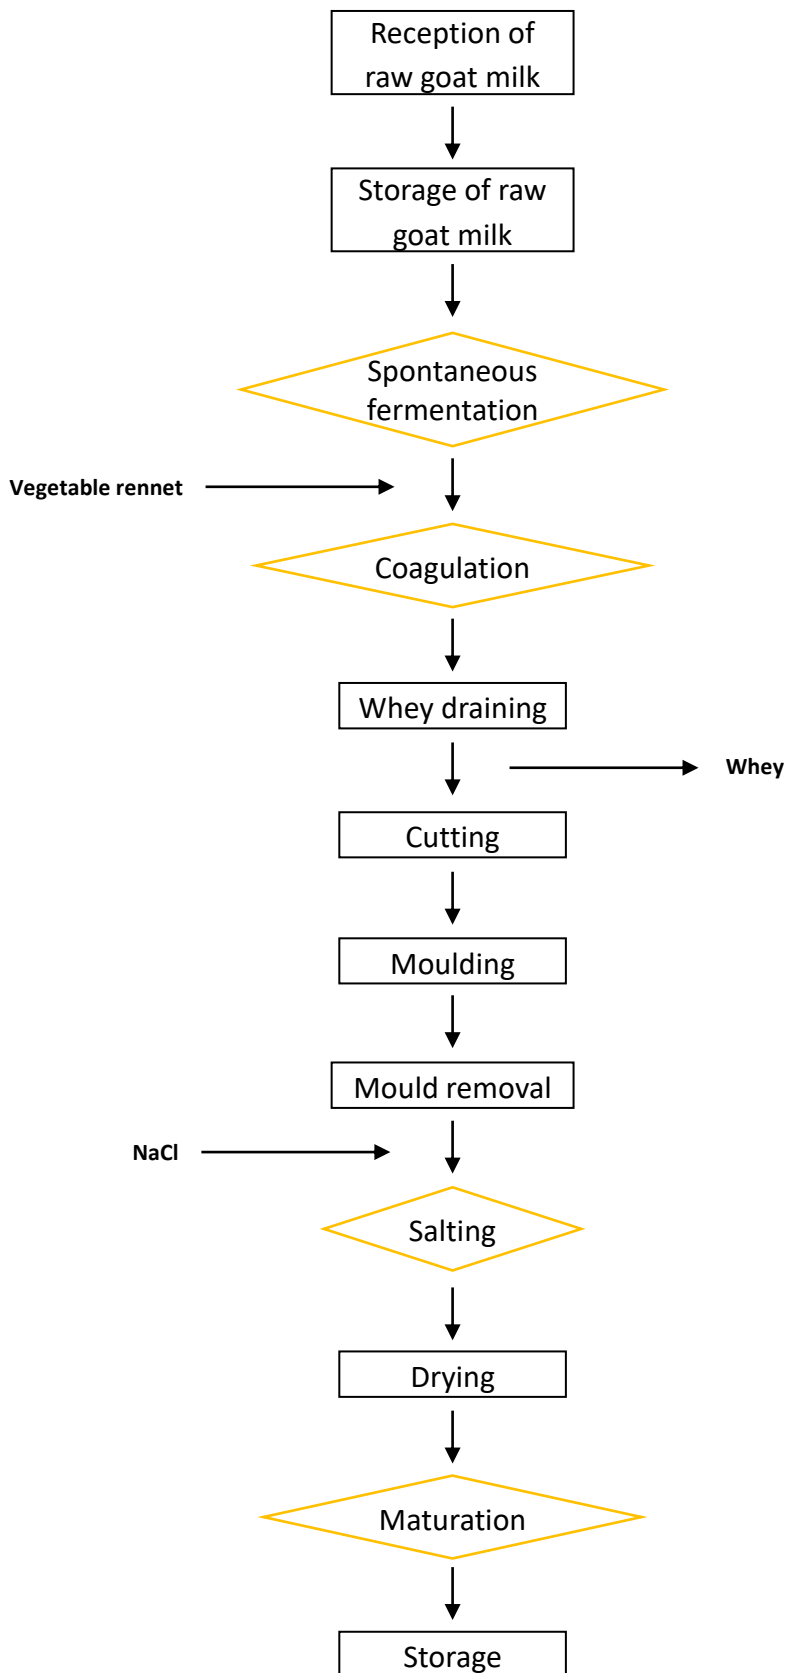 Reception of
raw goat milk
Storage of raw
goat milk
Spontaneous
fermentation
Vegetable rennet
Coagulation
Whey draining
Whey
Cutting
Moulding
Mould removal
NaCl
Salting
Drying
Maturation
Storage